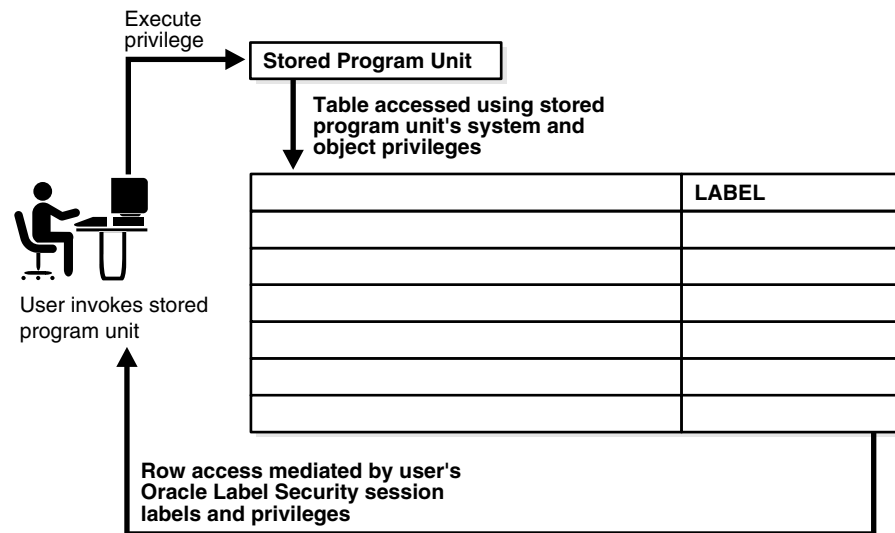 Execute
privilege
Stored Program Unit
Table accessed using stored
program unit's system and
object privileges
LABEL
User invokes stored
program unit
Row access mediated by user's
Oracle Label Security session
labels and privileges